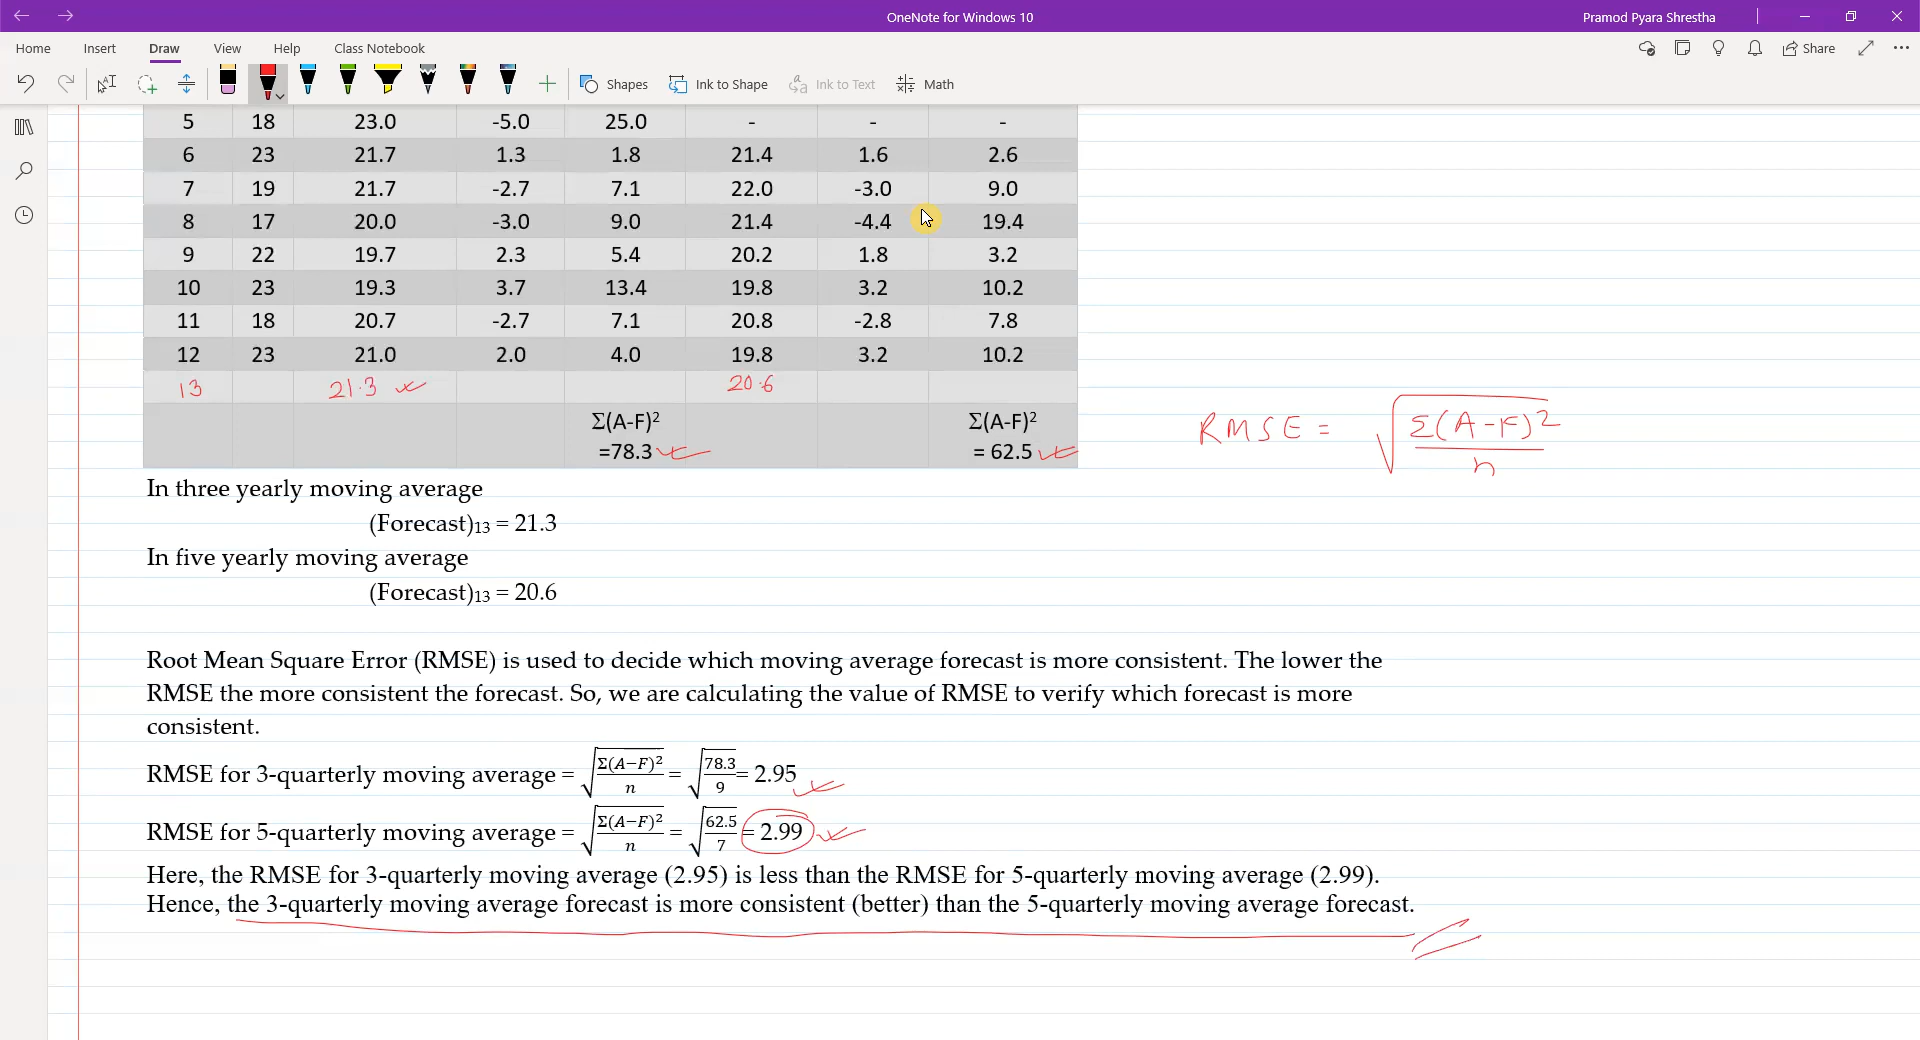 OneNote for Windows 10
Pramod Pyara Shrestha
Home Insert Draw View Help Class Notebook
Share
Shapes Ink to Shape Ink to Text Math
5 18 23.0 -5.0 25.0 - - -
6 23 21.7 1.3 1.8 21.4 1.6 2.6
7 19 21.7 -2.7 7.1 22.0 -3.0 9.0
8 17 20.0 -3.0 9.0 21.4 -4.4 19.4
9 22 19.7 2.3 5.4 20.2 1.8 3.2
10 23 19.3 3.7 13.4 19.8 3.2 10.2
11 18 20.7 -2.7 7.1 20.8 -2.8 7.8
12 23 21.0 2.0 4.0 19.8 3.2 10.2
13 21.3 20.6
Σ(A-F)² Σ(A-F)²
=78.3 = 62.5
RMSE = √Σ(A-F)²/n
In three yearly moving average
(Forecast)₁₃ = 21.3
In five yearly moving average
(Forecast)₁₃ = 20.6
Root Mean Square Error (RMSE) is used to decide which moving average forecast is more consistent. The lower the
RMSE the more consistent the forecast. So, we are calculating the value of RMSE to verify which forecast is more
consistent.
RMSE for 3-quarterly moving average = √Σ(A−F)²/n = √78.3/9 = 2.95
RMSE for 5-quarterly moving average = √Σ(A−F)²/n = √62.5/7 = 2.99
Here, the RMSE for 3-quarterly moving average (2.95) is less than the RMSE for 5-quarterly moving average (2.99).
Hence, the 3-quarterly moving average forecast is more consistent (better) than the 5-quarterly moving average forecast.